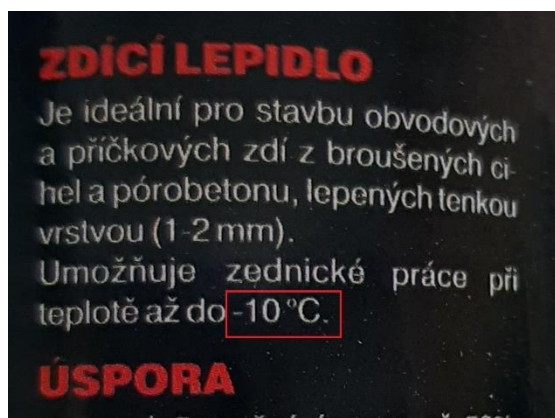 ZDÍCÍ LEPIDLO
Je ideální pro stavbu obvodových
a příčkových zdí z broušených ci-
hel a pórobetonu, lepených tenkou
vrstvou (1-2 mm).
Umožňuje zednické práce při
teplotě až do -10 °C.
ÚSPORA